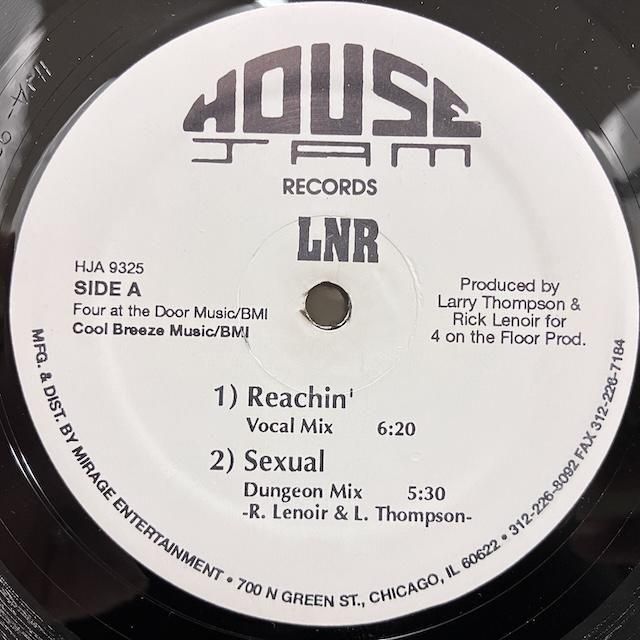 HOUSE
JAM
RECORDS
LNR
HJA 9325
SIDE A
Four at the Door Music/BMI
Cool Breeze Music/BMI
Produced by
Larry Thompson &
Rick Lenoir for
4 on the Floor Prod.
1) Reachin'
Vocal Mix 6:20
2) Sexual
Dungeon Mix 5:30
-R. Lenoir & L. Thompson-
MFG. & DIST. BY MIRAGE ENTERTAINMENT • 700 N GREEN ST., CHICAGO, IL 60622 • 312-226-8092 FAX 312-226-7184